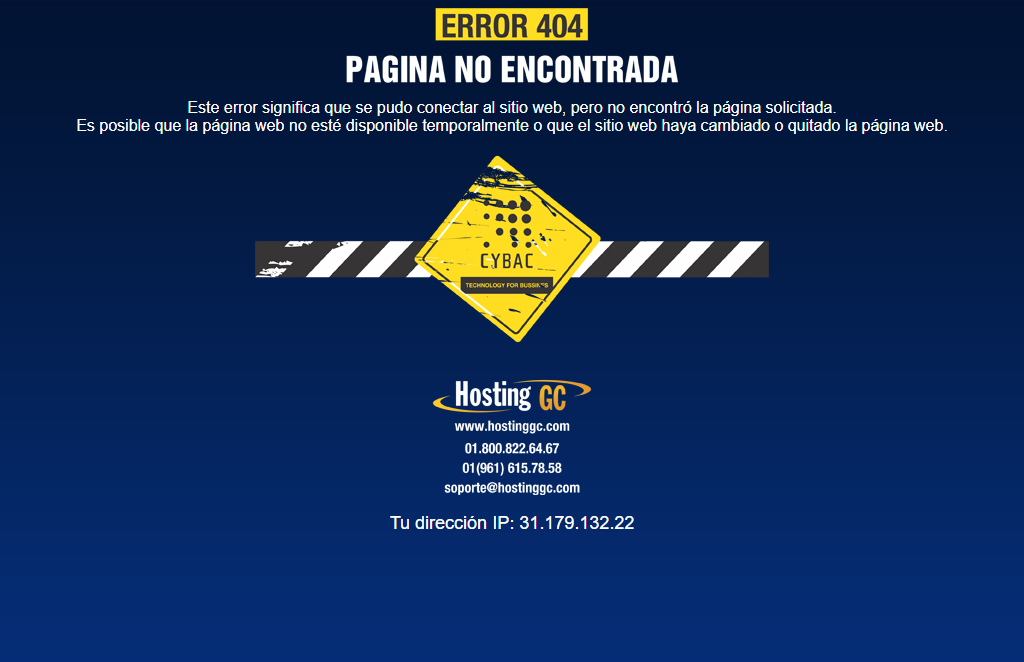 ERROR 404
PAGINA NO ENCONTRADA
Este error significa que se pudo conectar al sitio web, pero no encontró la página solicitada.
Es posible que la página web no esté disponible temporalmente o que el sitio web haya cambiado o quitado la página web.
CYBAC
TECHNOLOGY FOR
Hosting GC
www.hostinggc.com
01.800.822.64.67
01(961) 615.78.58
soporte@hostinggc.com
Tu dirección IP: 31.179.132.22